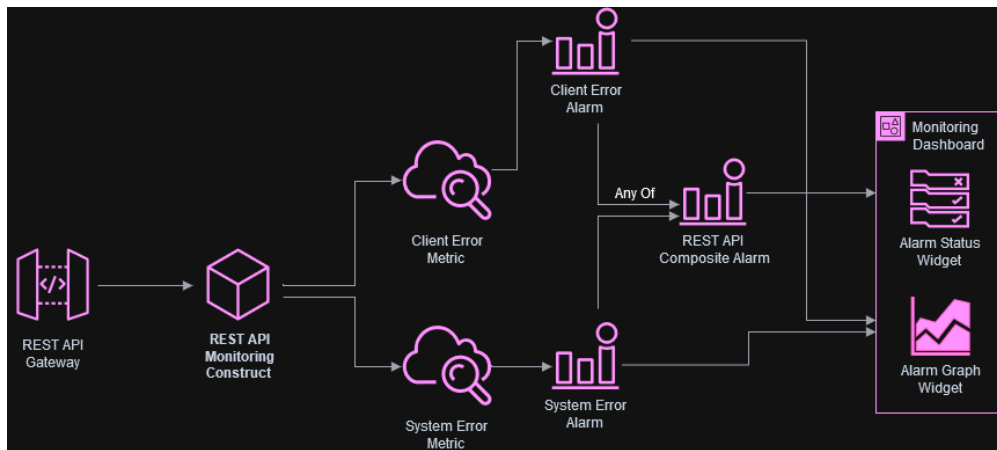 Client Error
Alarm
Monitoring
Dashboard
Any Of
Client Error
Metric
REST API
Composite Alarm
Alarm Status
Widget
REST API
Gateway
REST API
Monitoring
Construct
Alarm Graph
Widget
System Error
Metric
System Error
Alarm